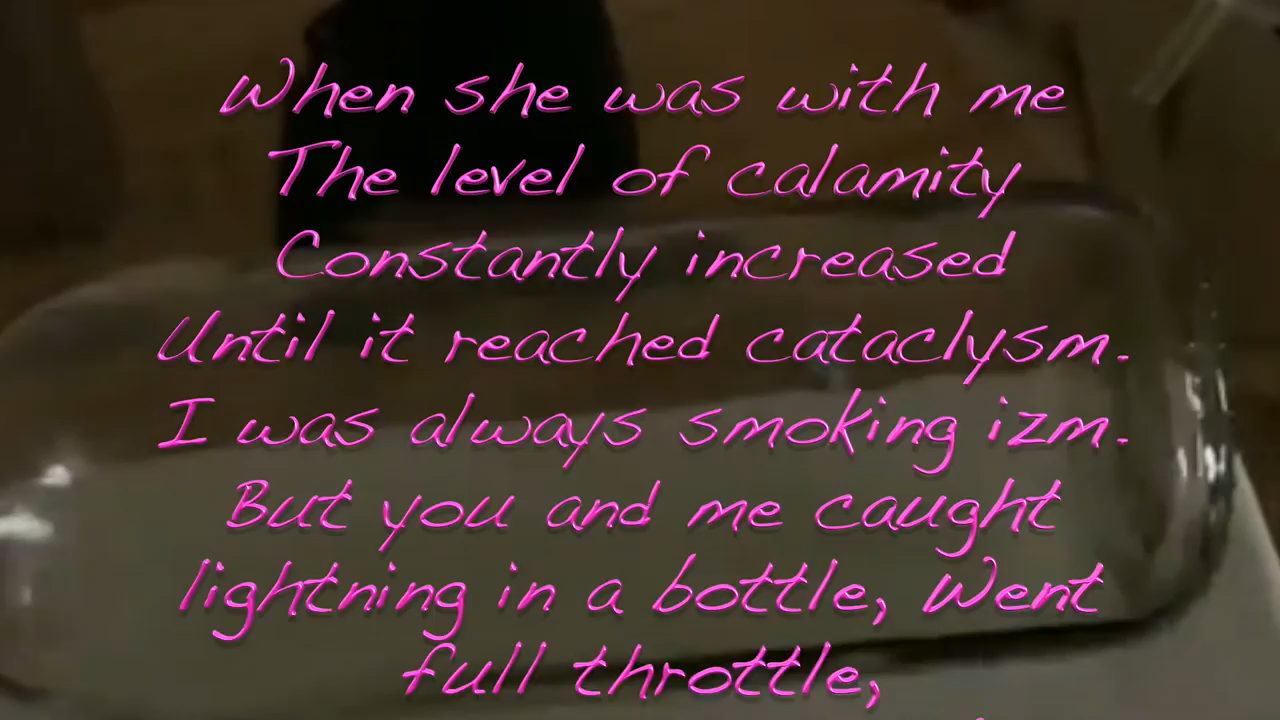 When she was with me
The level of calamity
Constantly increased
Until it reached cataclysm.
I was always smoking izm.
But you and me caught
lightning in a bottle, Went
full throttle,